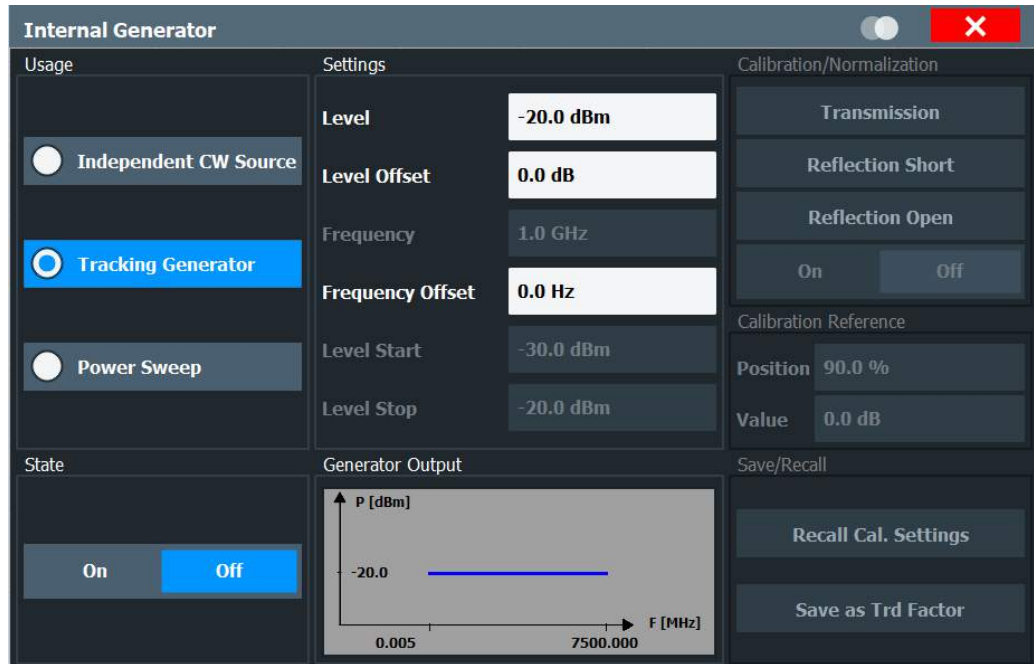 Internal Generator
Usage
Independent CW Source
Tracking Generator
Power Sweep
Settings
Level -20.0 dBm
Level Offset 0.0 dB
Frequency 1.0 GHz
Frequency Offset 0.0 Hz
Level Start -30.0 dBm
Level Stop -20.0 dBm
Calibration/Normalization
Transmission
Reflection Short
Reflection Open
On Off
Calibration Reference
Position 90.0 %
Value 0.0 dB
State
On Off
Generator Output
P [dBm]
-20.0
F [MHz]
0.005 7500.000
Save/Recall
Recall Cal. Settings
Save as Trd Factor